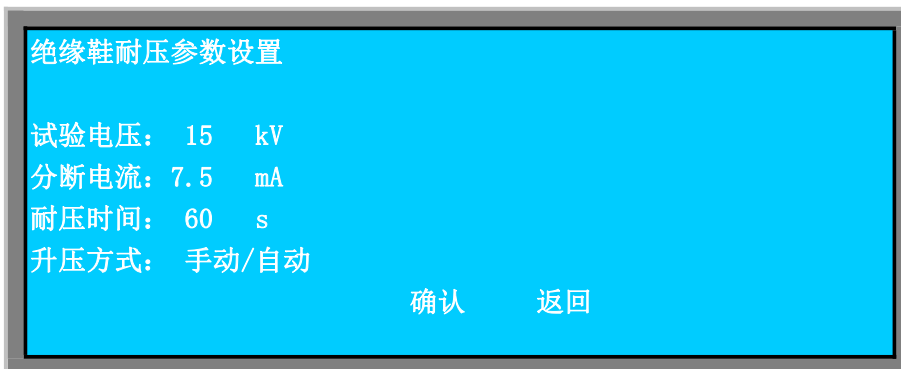 绝缘鞋耐压参数设置
试验电压： 15 kV
分断电流：7.5 mA
耐压时间： 60 s
升压方式： 手动/自动
确认 返回